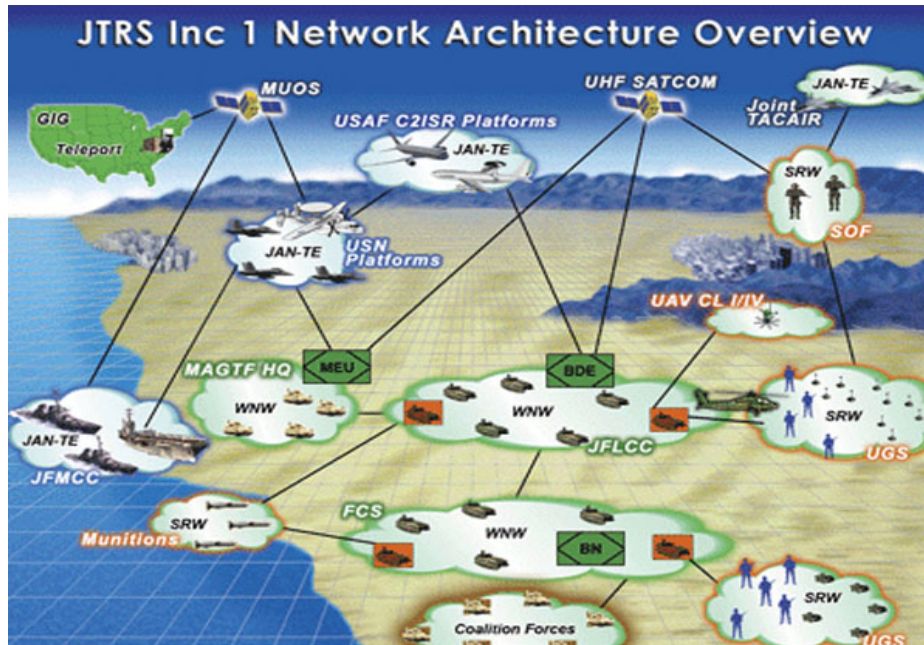 JTRS Inc 1 Network Architecture Overview
MUOS
UHF SATCOM
JAN-TE
Joint
TACAIR
GIG
Teleport
USAF C2ISR Platforms
JAN-TE
SRW
SOF
JAN-TE
USN
Platforms
UAV CL I/IV
MAGTF HQ
MEU
BDE
WNW
WNW
SRW
JAN-TE
JFLCC
UGS
JFMCC
FCS
SRW
WNW
Munitions
BN
SRW
Coalition Forces
UGS